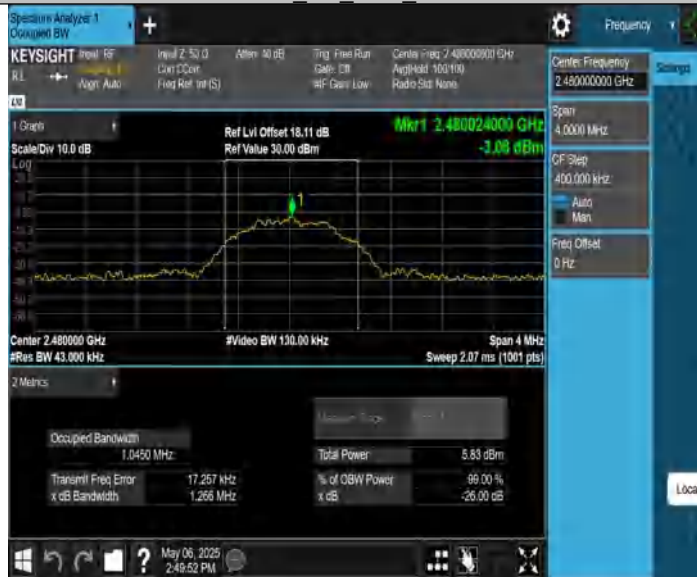 Spectrum Analyzer 1
Occupied BW
+
Frequency
KEYSIGHT Input: RF
RL
Align: Auto
Input Z: 50 Ω
Corr CCorr
Freq Ref: Int (S)
Atten: 40 dB
Trig: Free Run
Gate: Off
#IF Gain: Low
Center Freq: 2.480000000 GHz
Avg|Hold: 100/100
Radio Std: None
Center Frequency
2.480000000 GHz
Settings
Span
4.0000 MHz
CF Step
400.000 kHz
Auto
Man
Freq Offset
0 Hz
1 Graph
Scale/Div 10.0 dB
Ref Lvl Offset 18.11 dB
Ref Value 30.00 dBm
Mkr1 2.480024000 GHz
-3.08 dBm
Log
1
Center 2.480000 GHz
#Res BW 43.000 kHz
#Video BW 130.00 kHz
Span 4 MHz
Sweep 2.07 ms (1001 pts)
2 Metrics
Occupied Bandwidth
1.0450 MHz
Total Power 5.83 dBm
Transmit Freq Error 17.257 kHz
% of OBW Power 99.00 %
x dB Bandwidth 1.266 MHz
x dB -26.00 dB
Loca
?
May 06, 2025
2:49:52 PM